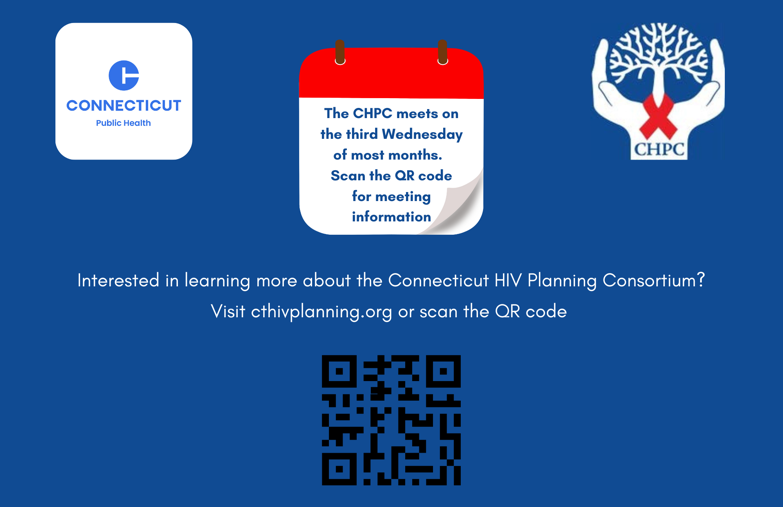 CONNECTICUT
Public Health
The CHPC meets on
the third Wednesday
of most months.
Scan the QR code
for meeting
information
CHPC
Interested in learning more about the Connecticut HIV Planning Consortium?
Visit cthivplanning.org or scan the QR code